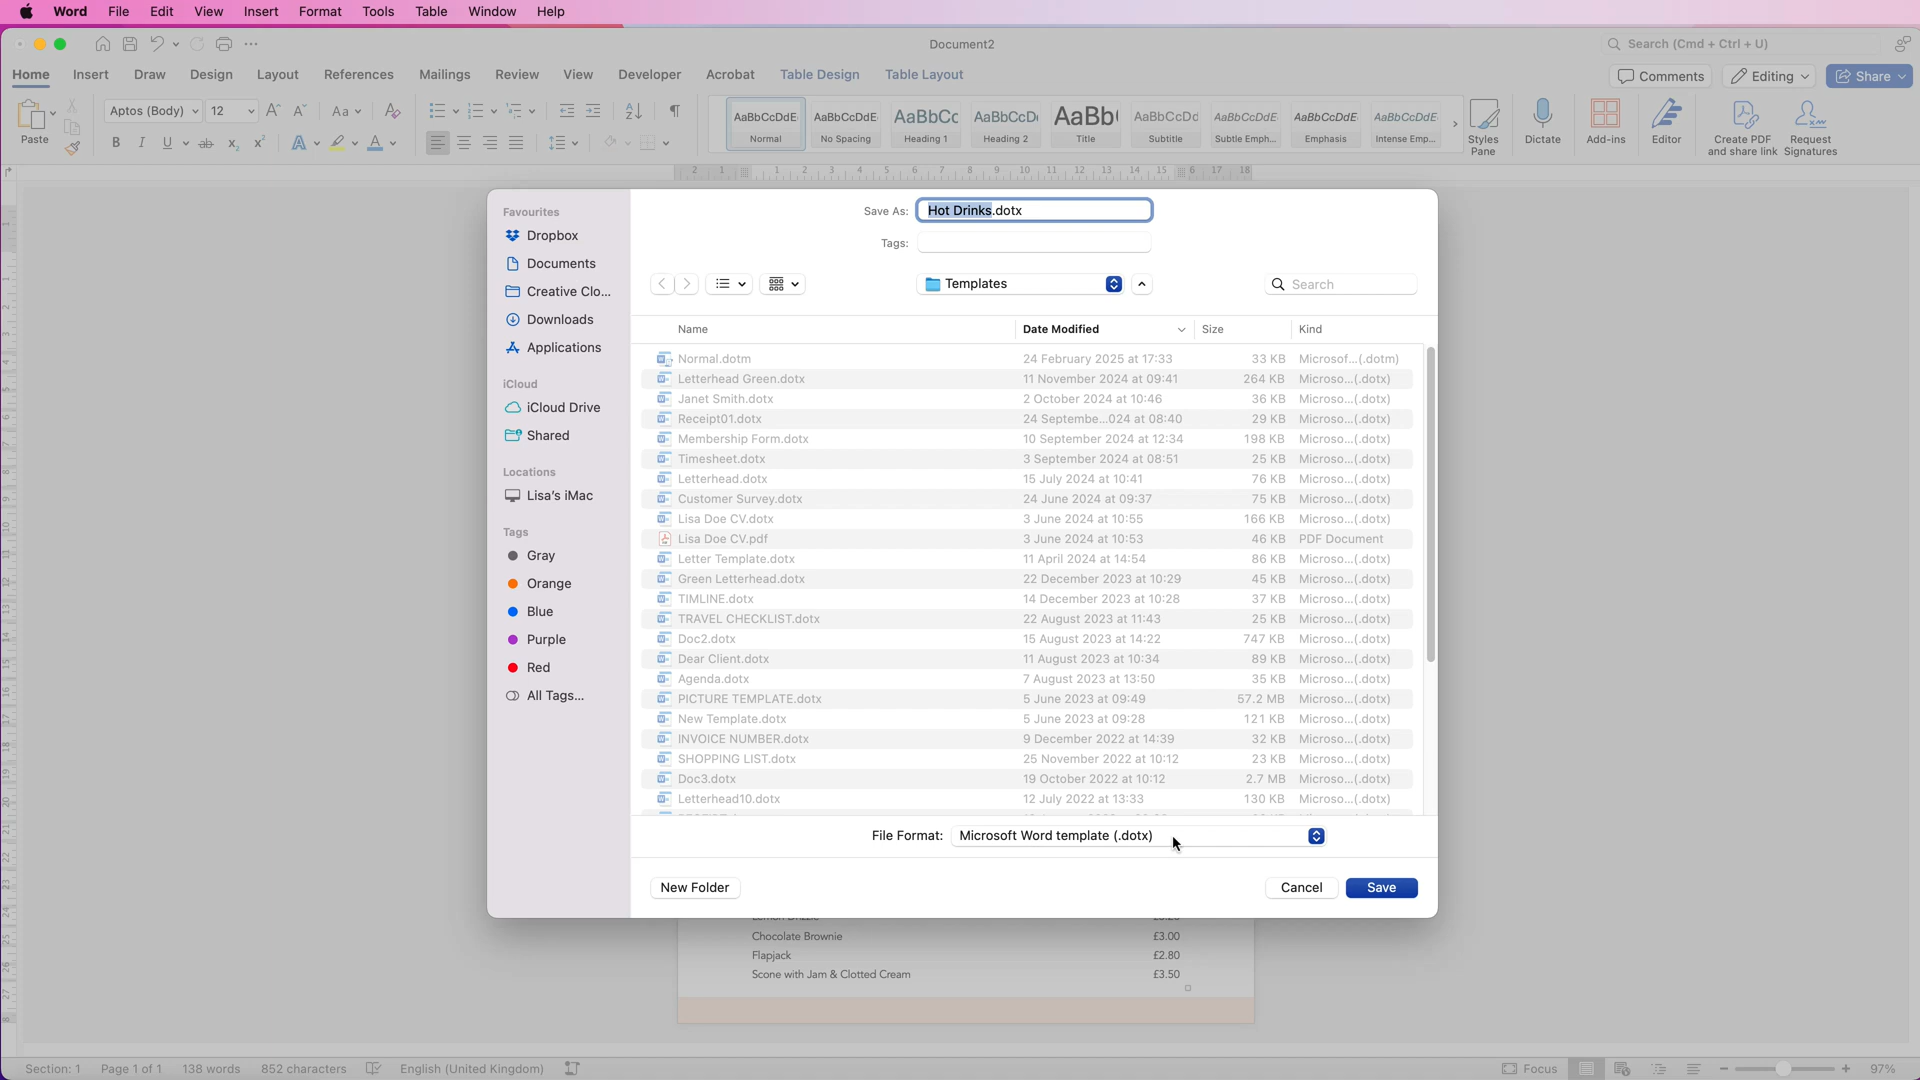 Word File Edit View Insert Format Tools Table Window Help
Document2
Search (Cmd + Ctrl + U)
Home Insert Draw Design Layout References Mailings Review View Developer Acrobat Table Design Table Layout
Comments Editing Share
Paste
Aptos (Body) 12
AaBbCcDdE Normal
AaBbCcDdE No Spacing
AaBbCc Heading 1
AaBbCcD Heading 2
AaBb Title
AaBbCcDd Subtitle
AaBbCcDdE Subtle Emph...
AaBbCcDdE Emphasis
AaBbCcDdE Intense Emp...
Styles Pane
Dictate
Add-ins
Editor
Create PDF and share link
Request Signatures
Favourites
Dropbox
Documents
Creative Clo...
Downloads
Applications
iCloud
iCloud Drive
Shared
Locations
Lisa's iMac
Tags
Gray
Orange
Blue
Purple
Red
All Tags...
Save As: Hot Drinks.dotx
Tags:
Templates
Search
Name Date Modified Size Kind
Normal.dotm 24 February 2025 at 17:33 33 KB Microsof...(.dotm)
Letterhead Green.dotx 11 November 2024 at 09:41 264 KB Microso...(.dotx)
Janet Smith.dotx 2 October 2024 at 10:46 36 KB Microso...(.dotx)
Receipt01.dotx 24 Septembe...024 at 08:40 29 KB Microso...(.dotx)
Membership Form.dotx 10 September 2024 at 12:34 198 KB Microso...(.dotx)
Timesheet.dotx 3 September 2024 at 08:51 25 KB Microso...(.dotx)
Letterhead.dotx 15 July 2024 at 10:41 76 KB Microso...(.dotx)
Customer Survey.dotx 24 June 2024 at 09:37 75 KB Microso...(.dotx)
Lisa Doe CV.dotx 3 June 2024 at 10:55 166 KB Microso...(.dotx)
Lisa Doe CV.pdf 3 June 2024 at 10:53 46 KB PDF Document
Letter Template.dotx 11 April 2024 at 14:54 86 KB Microso...(.dotx)
Green Letterhead.dotx 22 December 2023 at 10:29 45 KB Microso...(.dotx)
TIMLINE.dotx 14 December 2023 at 10:28 37 KB Microso...(.dotx)
TRAVEL CHECKLIST.dotx 22 August 2023 at 11:43 25 KB Microso...(.dotx)
Doc2.dotx 15 August 2023 at 14:22 747 KB Microso...(.dotx)
Dear Client.dotx 11 August 2023 at 10:34 89 KB Microso...(.dotx)
Agenda.dotx 7 August 2023 at 13:50 35 KB Microso...(.dotx)
PICTURE TEMPLATE.dotx 5 June 2023 at 09:49 57.2 MB Microso...(.dotx)
New Template.dotx 5 June 2023 at 09:28 121 KB Microso...(.dotx)
INVOICE NUMBER.dotx 9 December 2022 at 14:39 32 KB Microso...(.dotx)
SHOPPING LIST.dotx 25 November 2022 at 10:12 23 KB Microso...(.dotx)
Doc3.dotx 19 October 2022 at 10:12 2.7 MB Microso...(.dotx)
Letterhead10.dotx 12 July 2022 at 13:33 130 KB Microso...(.dotx)
File Format: Microsoft Word template (.dotx)
New Folder Cancel Save
Chocolate Brownie £3.00
Flapjack £2.80
Scone with Jam & Clotted Cream £3.50
Section: 1 Page 1 of 1 138 words 852 characters English (United Kingdom) Focus 97%